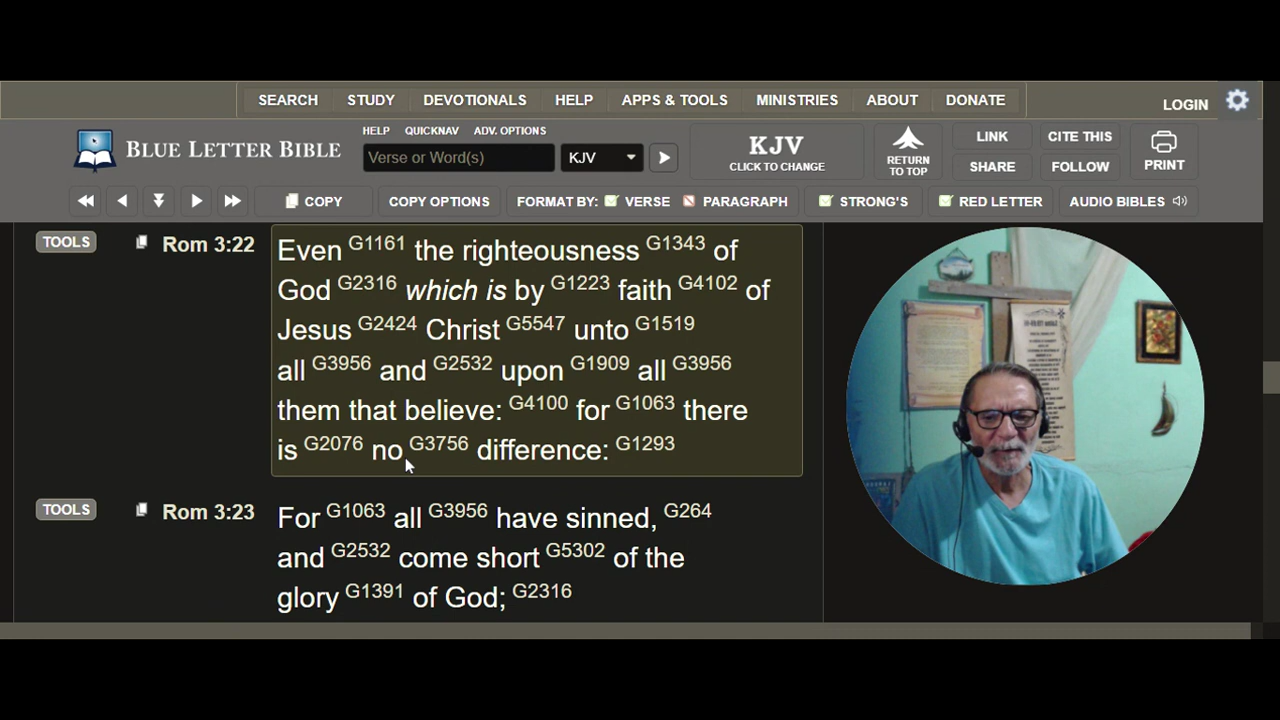 SEARCH STUDY DEVOTIONALS HELP APPS & TOOLS MINISTRIES ABOUT DONATE LOGIN
HELP QUICKNAV ADV. OPTIONS
BLUE LETTER BIBLE
Verse or Word(s) KJV
KJV
CLICK TO CHANGE
RETURN
TO TOP
LINK CITE THIS
SHARE FOLLOW
PRINT
COPY COPY OPTIONS FORMAT BY: VERSE PARAGRAPH STRONG'S RED LETTER AUDIO BIBLES
TOOLS Rom 3:22 Even G1161 the righteousness G1343 of
God G2316 which is by G1223 faith G4102 of
Jesus G2424 Christ G5547 unto G1519
all G3956 and G2532 upon G1909 all G3956
them that believe: G4100 for G1063 there
is G2076 no G3756 difference: G1293
TOOLS Rom 3:23 For G1063 all G3956 have sinned, G264
and G2532 come short G5302 of the
glory G1391 of God; G2316